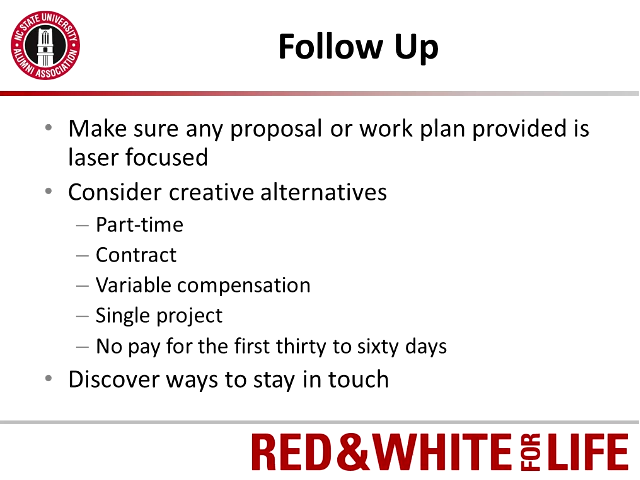 NC STATE UNIVERSITY
ALUMNI ASSOCIATION
Follow Up
• Make sure any proposal or work plan provided is
laser focused
• Consider creative alternatives
– Part-time
– Contract
– Variable compensation
– Single project
– No pay for the first thirty to sixty days
• Discover ways to stay in touch
RED&WHITE FOR LIFE